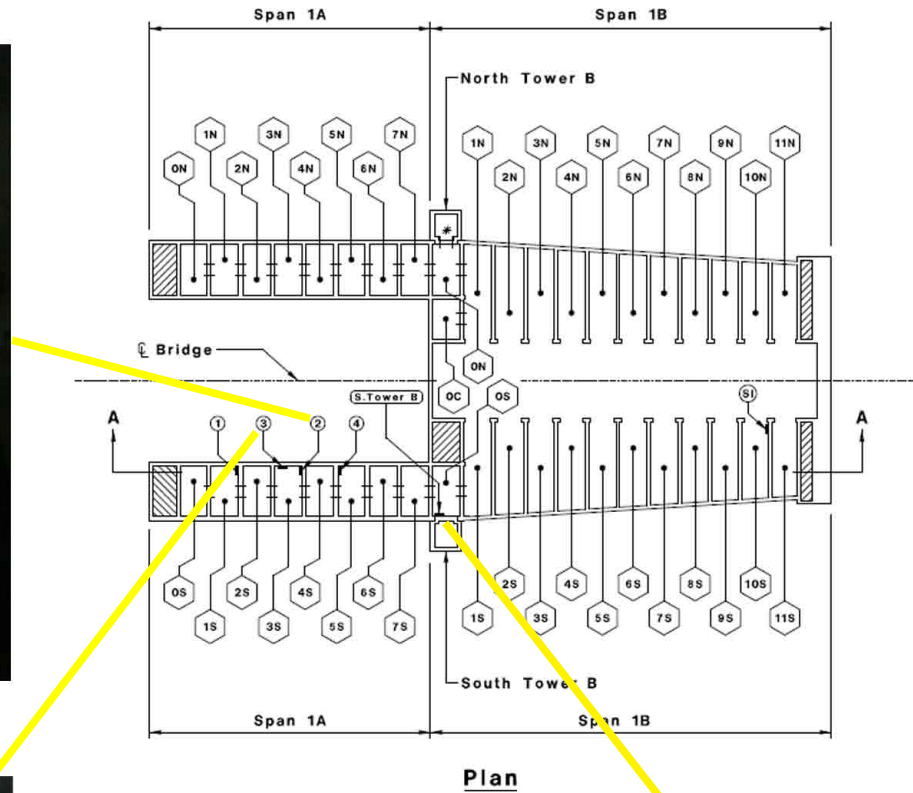 Span 1A
Span 1B
North Tower B
1N 3N 5N 7N
0N 2N 4N 6N
1N 3N 5N 7N 9N 11N
2N 4N 6N 8N 10N
*
℄ Bridge
0N
S.Tower B
0C 0S
SI
A
1 3 2 4
A
0S 2S 4S 6S
1S 3S 5S 7S
2S 4S 6S 8S 10S
1S 3S 5S 7S 9S 11S
South Tower B
Span 1A
Span 1B
Plan